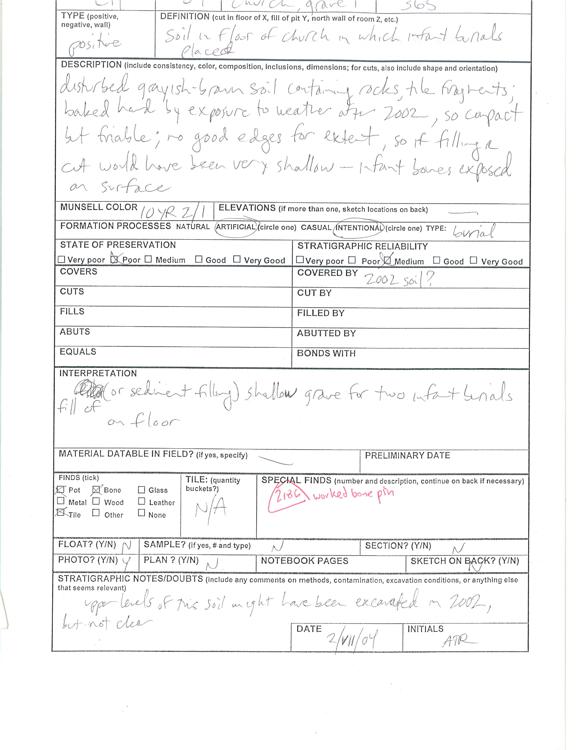 Church, grave 1 365
TYPE (positive, negative, wall)
positive
DEFINITION (cut in floor of X, fill of pit Y, north wall of room Z, etc.)
Soil in floor of church in which infant burials
placed
DESCRIPTION (include consistency, color, composition, inclusions, dimensions; for cuts, also include shape and orientation)
disturbed grayish-brown soil containing rocks, tile fragments;
baked hard by exposure to weather after 2002, so compact
but friable; no good edges for extent, so if filling a
cut would have been very shallow – infant bones exposed
on surface
MUNSELL COLOR 10YR 2/1 ELEVATIONS (if more than one, sketch locations on back) —
FORMATION PROCESSES NATURAL ARTIFICIAL (circle one) CASUAL INTENTIONAL (circle one) TYPE: burial
STATE OF PRESERVATION
Very poor Poor Medium Good Very Good
STRATIGRAPHIC RELIABILITY
Very poor Poor Medium Good Very Good
COVERS COVERED BY 2002 soil?
CUTS CUT BY
FILLS FILLED BY
ABUTS ABUTTED BY
EQUALS BONDS WITH
INTERPRETATION
fill of (or sediment filling) shallow grave for two infant burials
on floor
MATERIAL DATABLE IN FIELD? (if yes, specify) — PRELIMINARY DATE
FINDS (tick)
Pot Bone Glass
Metal Wood Leather
Tile Other None
TILE: (quantity buckets?)
N/A
SPECIAL FINDS (number and description, continue on back if necessary)
2186 worked bone pin
FLOAT? (Y/N) N SAMPLE? (if yes, # and type) N SECTION? (Y/N) N
PHOTO? (Y/N) Y PLAN ? (Y/N) N NOTEBOOK PAGES SKETCH ON BACK? (Y/N) N
STRATIGRAPHIC NOTES/DOUBTS (include any comments on methods, contamination, excavation conditions, or anything else
that seems relevant)
upper levels of this soil might have been excavated in 2002,
but not clear
DATE 2/VII/04 INITIALS ATR